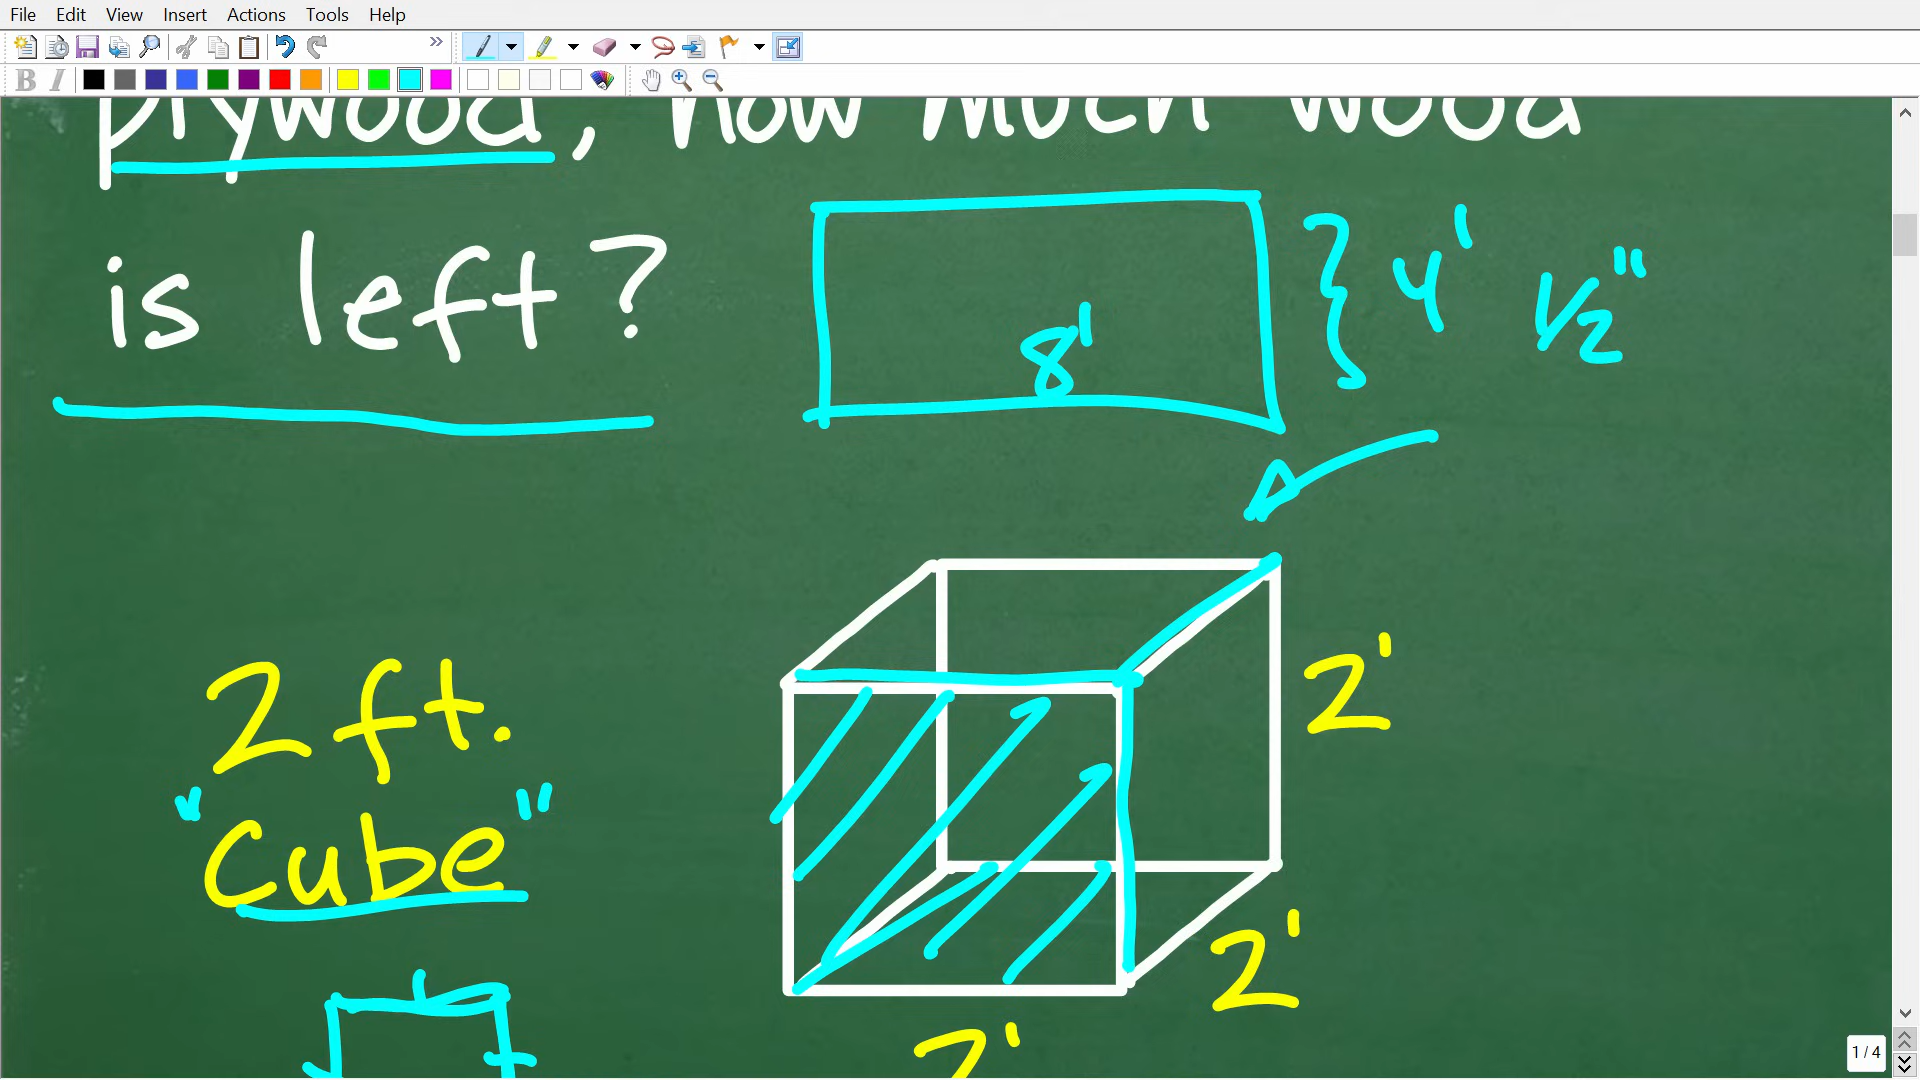 File Edit View Insert Actions Tools Help
B I
plywood, how much wood
is left?
8'
4'
1/2"
2 ft.
"Cube"
2'
2'
2'
1 / 4